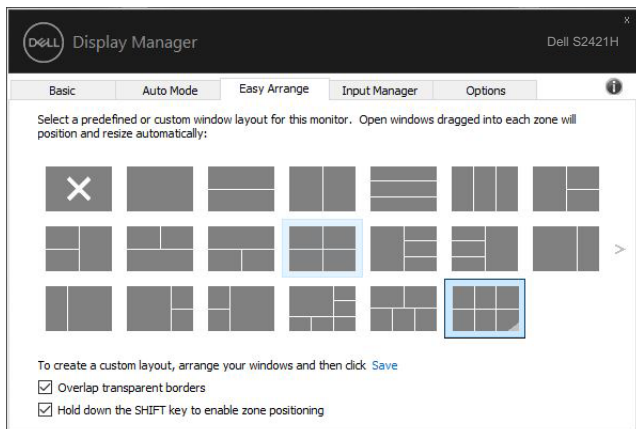 DELL Display Manager
x
Dell S2421H
Basic Auto Mode Easy Arrange Input Manager Options
Select a predefined or custom window layout for this monitor. Open windows dragged into each zone will
position and resize automatically:
>
To create a custom layout, arrange your windows and then click Save
Overlap transparent borders
Hold down the SHIFT key to enable zone positioning